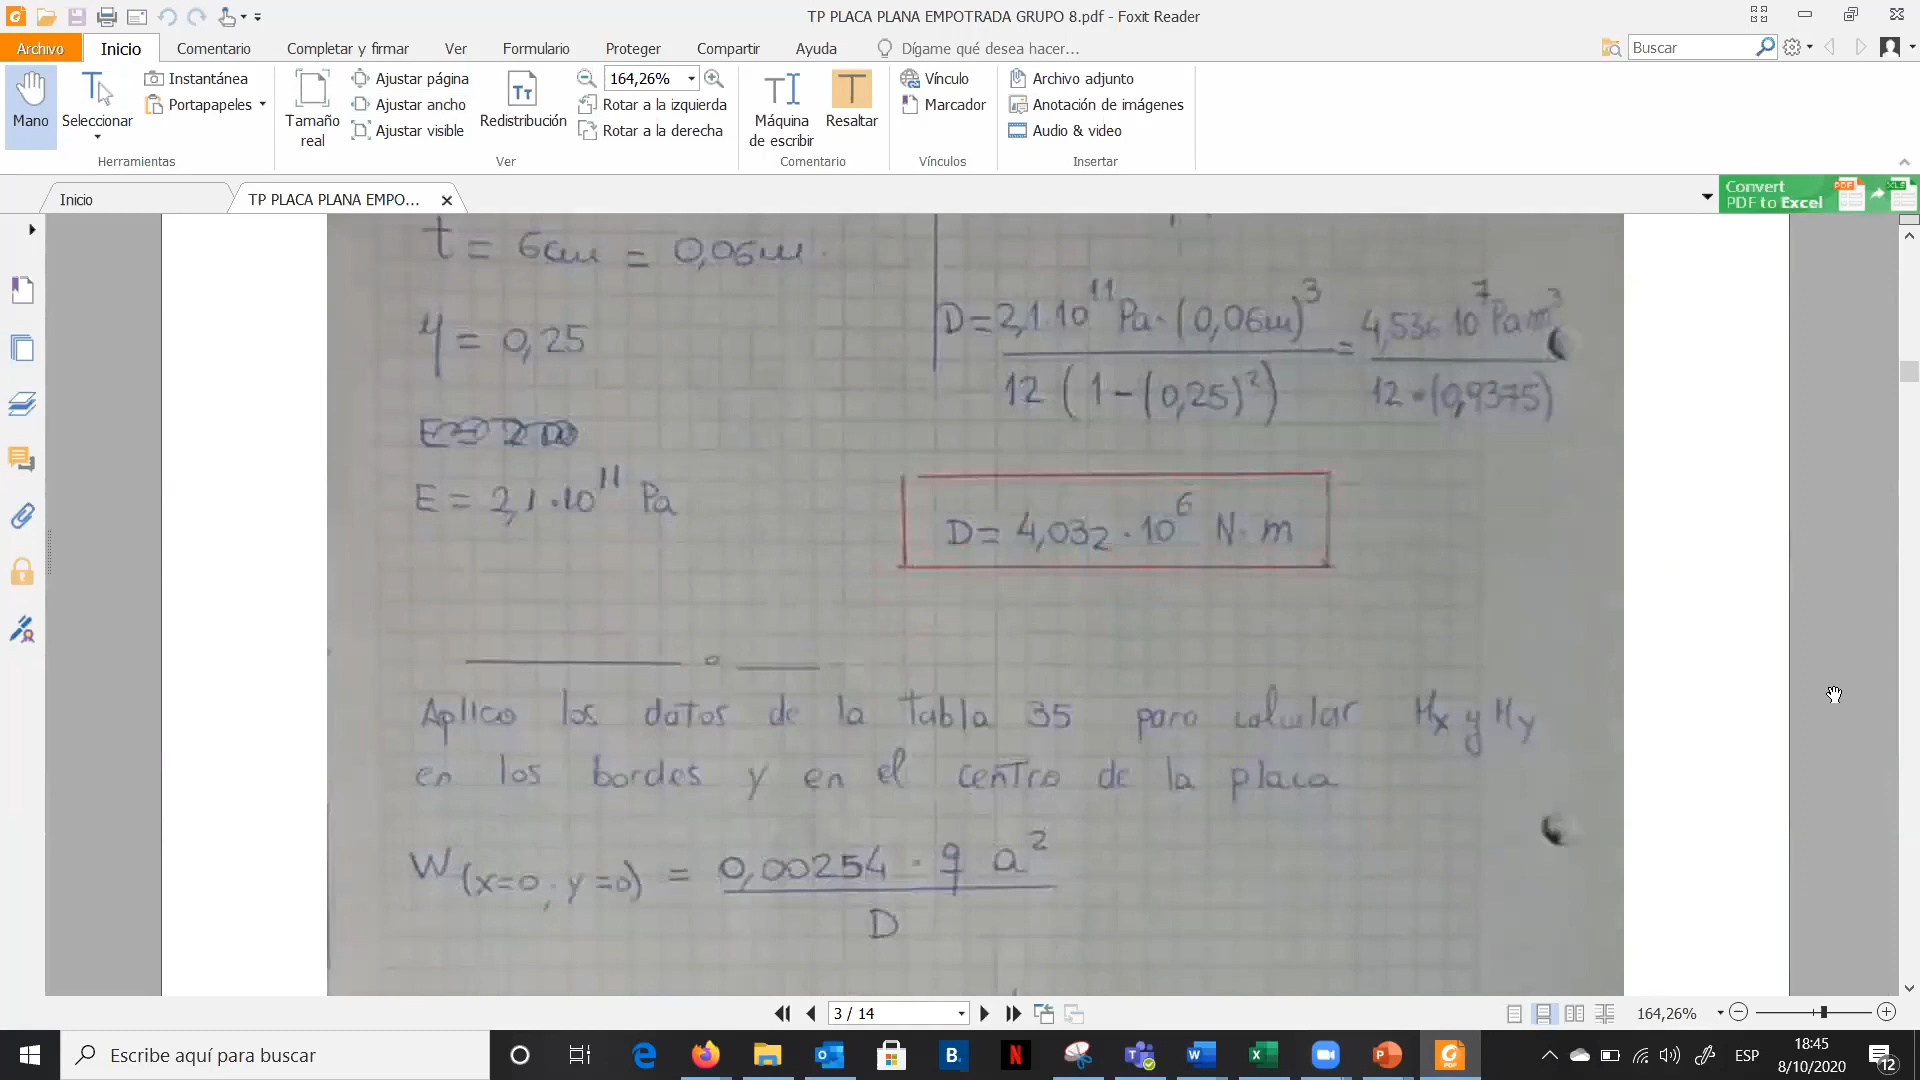 TP PLACA PLANA EMPOTRADA GRUPO 8.pdf - Foxit Reader
Archivo Inicio Comentario Completar y firmar Ver Formulario Proteger Compartir Ayuda Dígame qué desea hacer... Buscar
Mano
Seleccionar
Instantánea
Portapapeles
Herramientas
Tamaño real
Ajustar página
Ajustar ancho
Ajustar visible
Redistribución
164,26%
Rotar a la izquierda
Rotar a la derecha
Ver
Máquina de escribir
Resaltar
Comentario
Vínculo
Marcador
Vínculos
Archivo adjunto
Anotación de imágenes
Audio & video
Insertar
Inicio
TP PLACA PLANA EMPO...
Convert
PDF to Excel
t = 6cm = 0,06m.
η = 0,25
E = 2,1 . 10^11 Pa
D = 2,1.10^11 Pa . (0,06m)^3 / 12 (1 - (0,25)^2) = 4,536 10^7 Pa m^3 / 12 . (0,9375)
D = 4,032 . 10^6 N . m
Aplico los datos de la tabla 35 para calcular Mx y My
en los bordes y en el centro de la placa
W(x=0; y=0) = 0,00254 . q a^2 / D
3 / 14
164,26%
Escribe aquí para buscar
ESP
18:45
8/10/2020
12